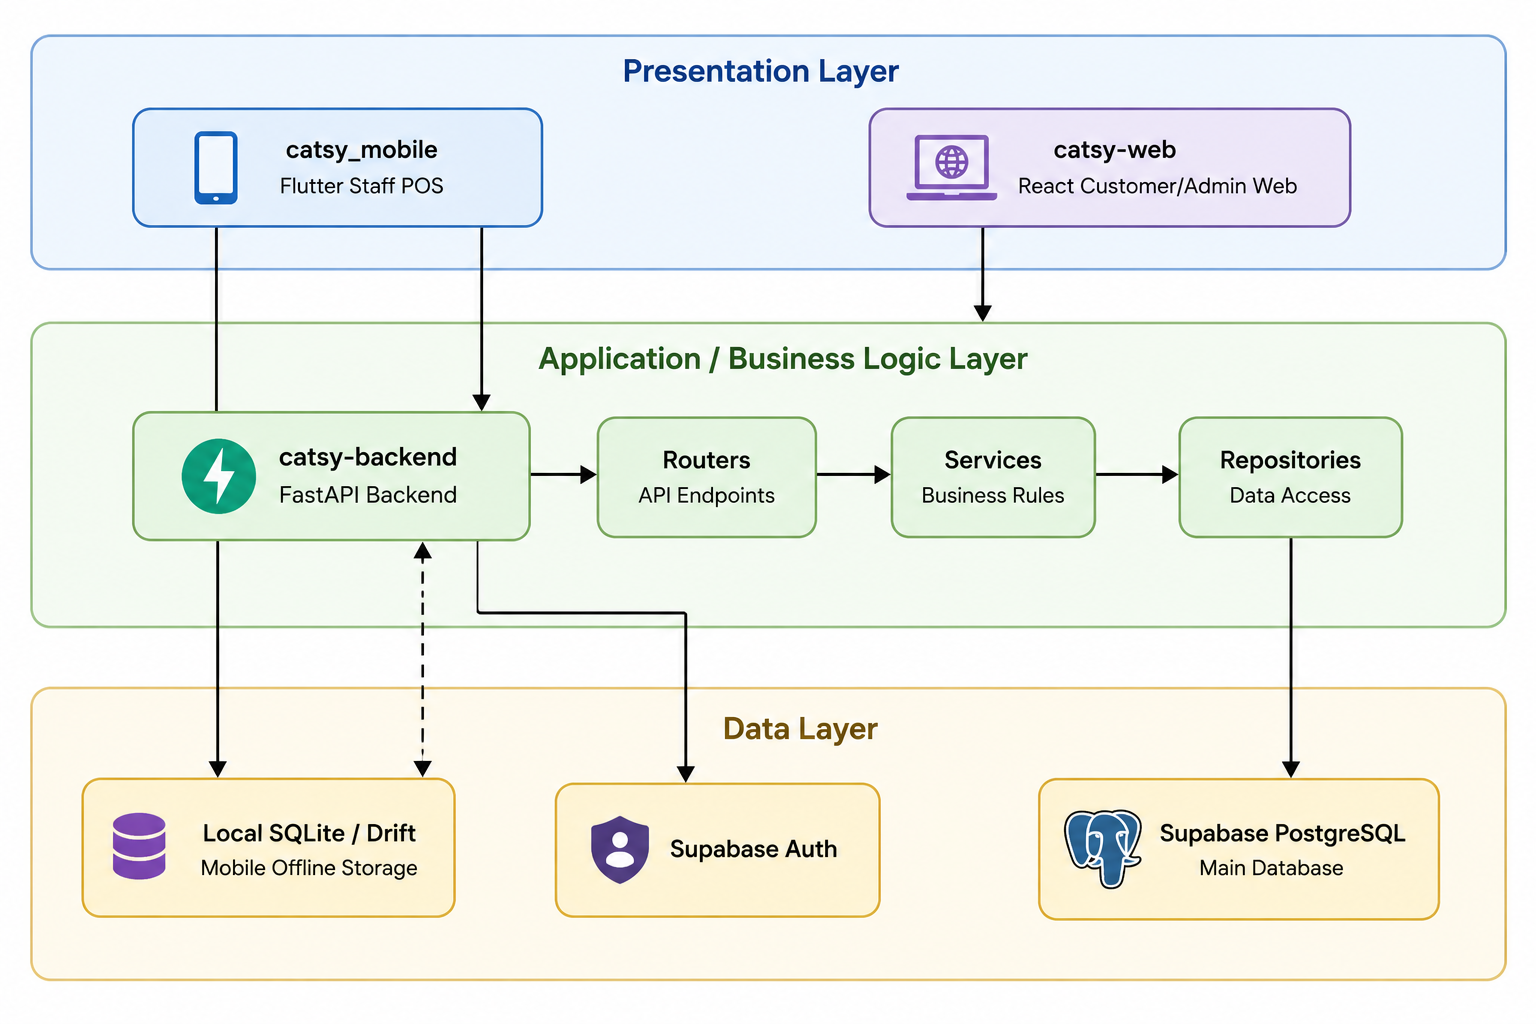 Presentation Layer
catsy_mobile
Flutter Staff POS
catsy-web
React Customer/Admin Web
Application / Business Logic Layer
catsy-backend
FastAPI Backend
Routers
API Endpoints
Services
Business Rules
Repositories
Data Access
Data Layer
Local SQLite / Drift
Mobile Offline Storage
Supabase Auth
Supabase PostgreSQL
Main Database